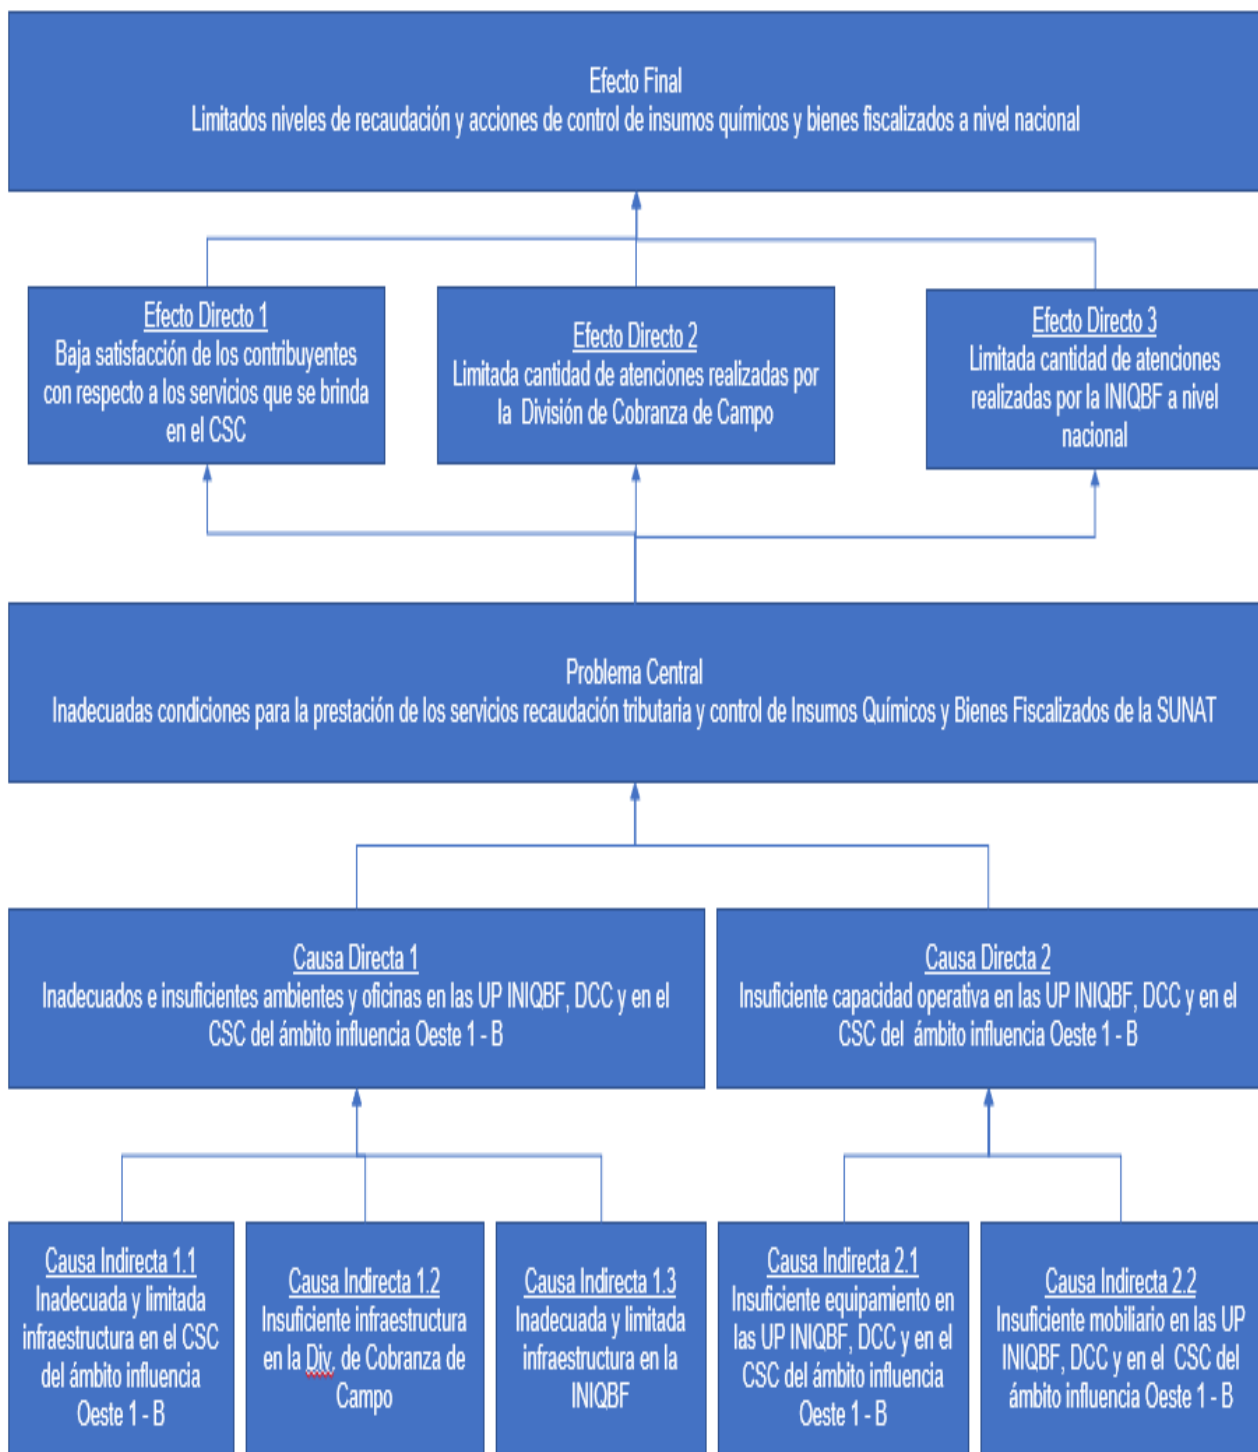 Efecto Final
Limitados niveles de recaudación y acciones de control de insumos químicos y bienes fiscalizados a nivel nacional
Efecto Directo 1
Baja satisfacción de los contribuyentes
con respecto a los servicios que se brinda
en el CSC
Efecto Directo 2
Limitada cantidad de atenciones realizadas por
la División de Cobranza de Campo
Efecto Directo 3
Limitada cantidad de atenciones
realizadas por la INIQBF a nivel
nacional
Problema Central
Inadecuadas condiciones para la prestación de los servicios recaudación tributaria y control de Insumos Químicos y Bienes Fiscalizados de la SUNAT
Causa Directa 1
Inadecuados e insuficientes ambientes y oficinas en las UP INIQBF, DCC y en el
CSC del ámbito influencia Oeste 1 - B
Causa Directa 2
Insuficiente capacidad operativa en las UP INIQBF, DCC y en el
CSC del ámbito influencia Oeste 1 - B
Causa Indirecta 1.1
Inadecuada y limitada
infraestructura en el CSC
del ámbito influencia
Oeste 1 - B
Causa Indirecta 1.2
Insuficiente infraestructura
en la Div. de Cobranza de
Campo
Causa Indirecta 1.3
Inadecuada y limitada
infraestructura en la
INIQBF
Causa Indirecta 2.1
Insuficiente equipamiento en
las UP INIQBF, DCC y en el
CSC del ámbito influencia
Oeste 1 - B
Causa Indirecta 2.2
Insuficiente mobiliario en las UP
INIQBF, DCC y en el CSC del
ámbito influencia Oeste 1 - B